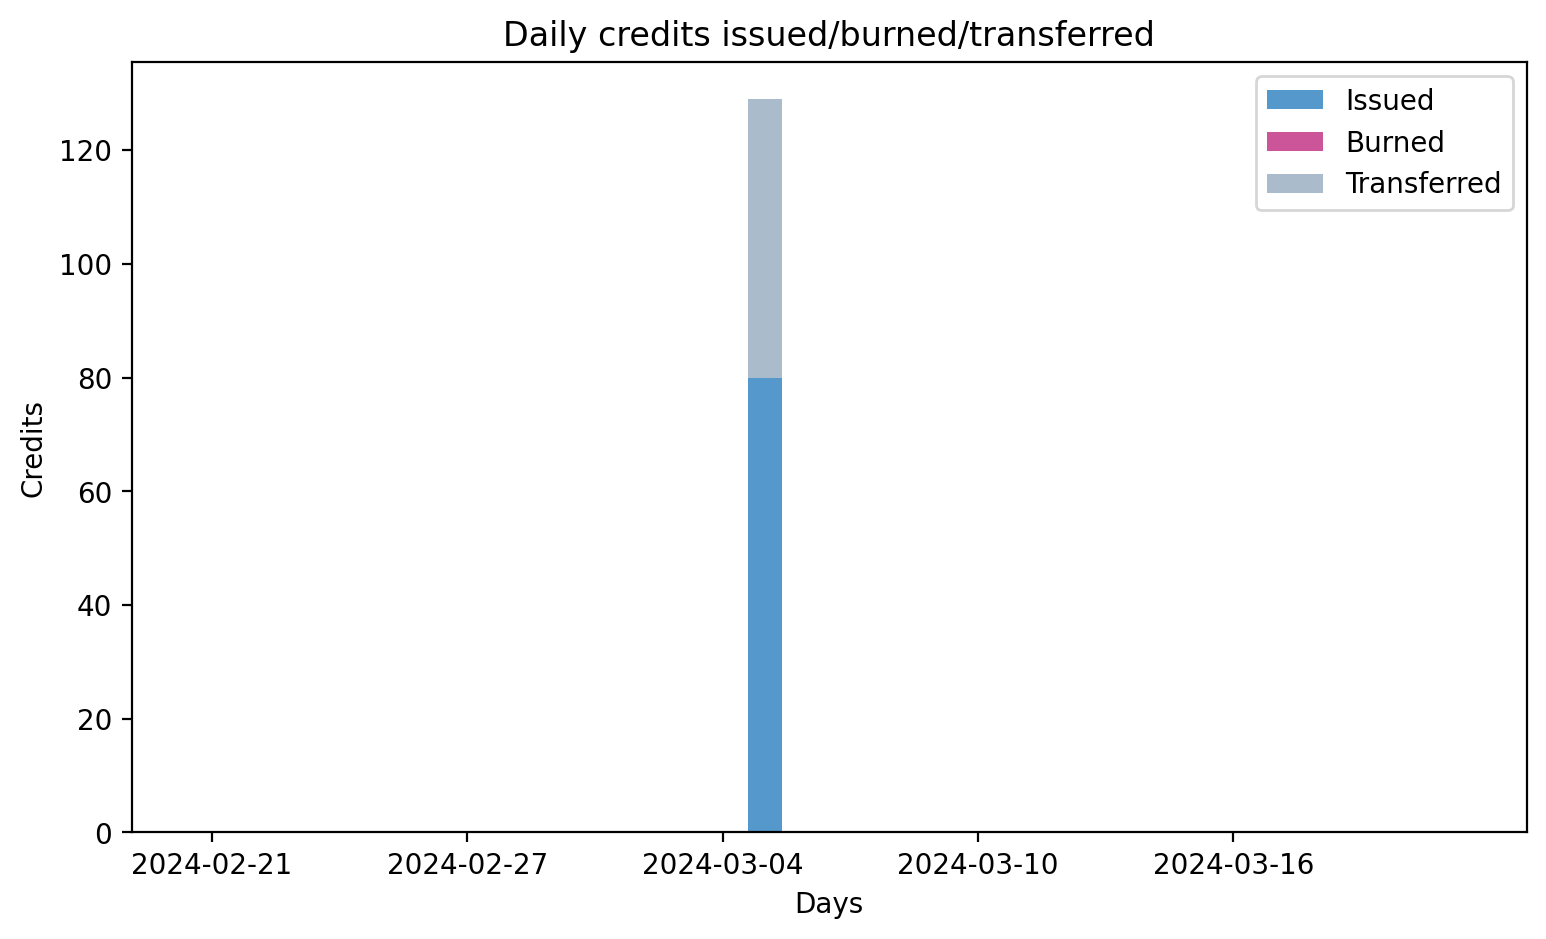 Daily credits issued/burned/transferred
Issued
Burned
Transferred
120
100
80
60
40
20
0
Credits
2024-02-21 2024-02-27 2024-03-04 2024-03-10 2024-03-16
Days